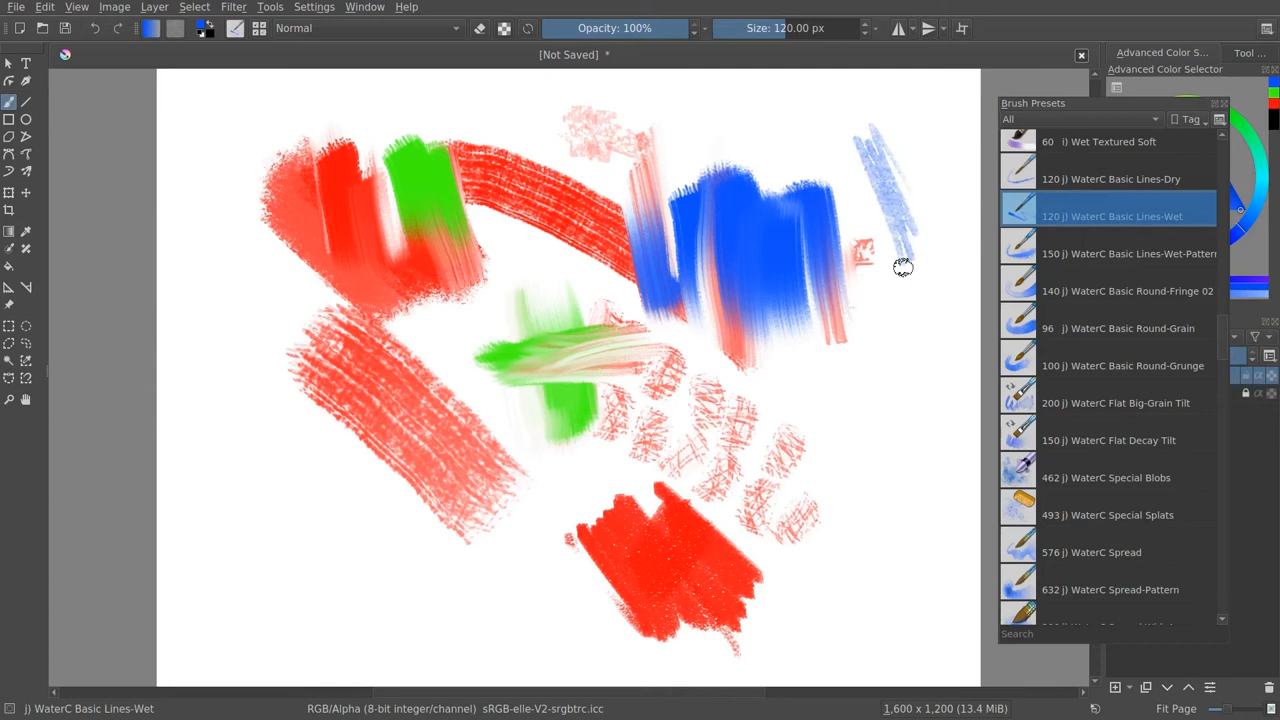 File Edit View Image Layer Select Filter Tools Settings Window Help
Normal Opacity: 100% Size: 120.00 px
[Not Saved] *
Advanced Color S... Tool ...
Advanced Color Selector
Brush Presets
All Tag
60 i) Wet Textured Soft
120 j) WaterC Basic Lines-Dry
120 j) WaterC Basic Lines-Wet
150 j) WaterC Basic Lines-Wet-Pattern
140 j) WaterC Basic Round-Fringe 02
96 j) WaterC Basic Round-Grain
100 j) WaterC Basic Round-Grunge
200 j) WaterC Flat Big-Grain Tilt
150 j) WaterC Flat Decay Tilt
462 j) WaterC Special Blobs
493 j) WaterC Special Splats
576 j) WaterC Spread
632 j) WaterC Spread-Pattern
Search
j) WaterC Basic Lines-Wet RGB/Alpha (8-bit integer/channel) sRGB-elle-V2-srgbtrc.icc 1,600 x 1,200 (13.4 MiB) Fit Page